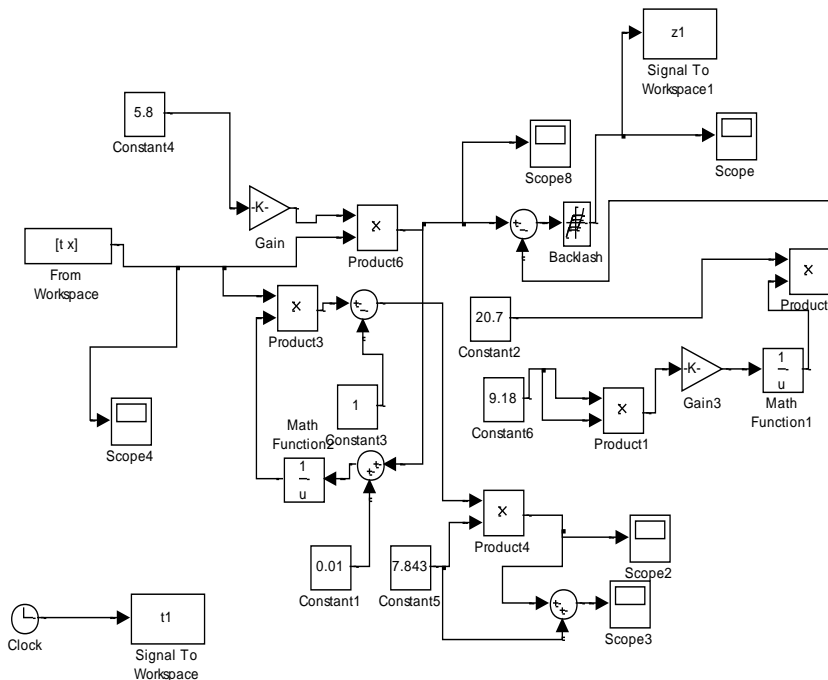 z1
Signal To
Workspace1
5.8
Constant4
Scope8
Scope
-K-
Gain
x
Product6
Backlash
[t x]
From
Workspace
x
Product3
x
Product
20.7
Constant2
-K-
Gain3
1
u
Math
Function1
1
Constant3
9.18
Constant6
x
Product1
Scope4
Math
Function2
1
u
x
Product4
0.01
Constant1
7.843
Constant5
Scope2
Scope3
Clock
t1
Signal To
Workspace